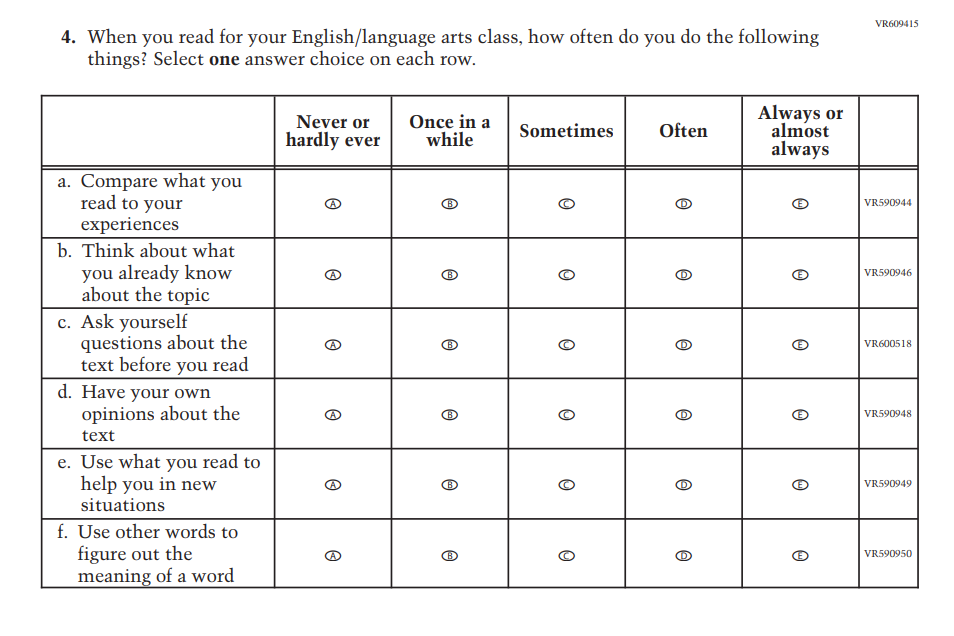 VR609415
4. When you read for your English/language arts class, how often do you do the following
things? Select one answer choice on each row.
Never or
hardly ever
Once in a
while
Sometimes
Often
Always or
almost
always
a. Compare what you
read to your
experiences
A B C D E VR590944
b. Think about what
you already know
about the topic
A B C D E VR590946
c. Ask yourself
questions about the
text before you read
A B C D E VR600518
d. Have your own
opinions about the
text
A B C D E VR590948
e. Use what you read to
help you in new
situations
A B C D E VR590949
f. Use other words to
figure out the
meaning of a word
A B C D E VR590950